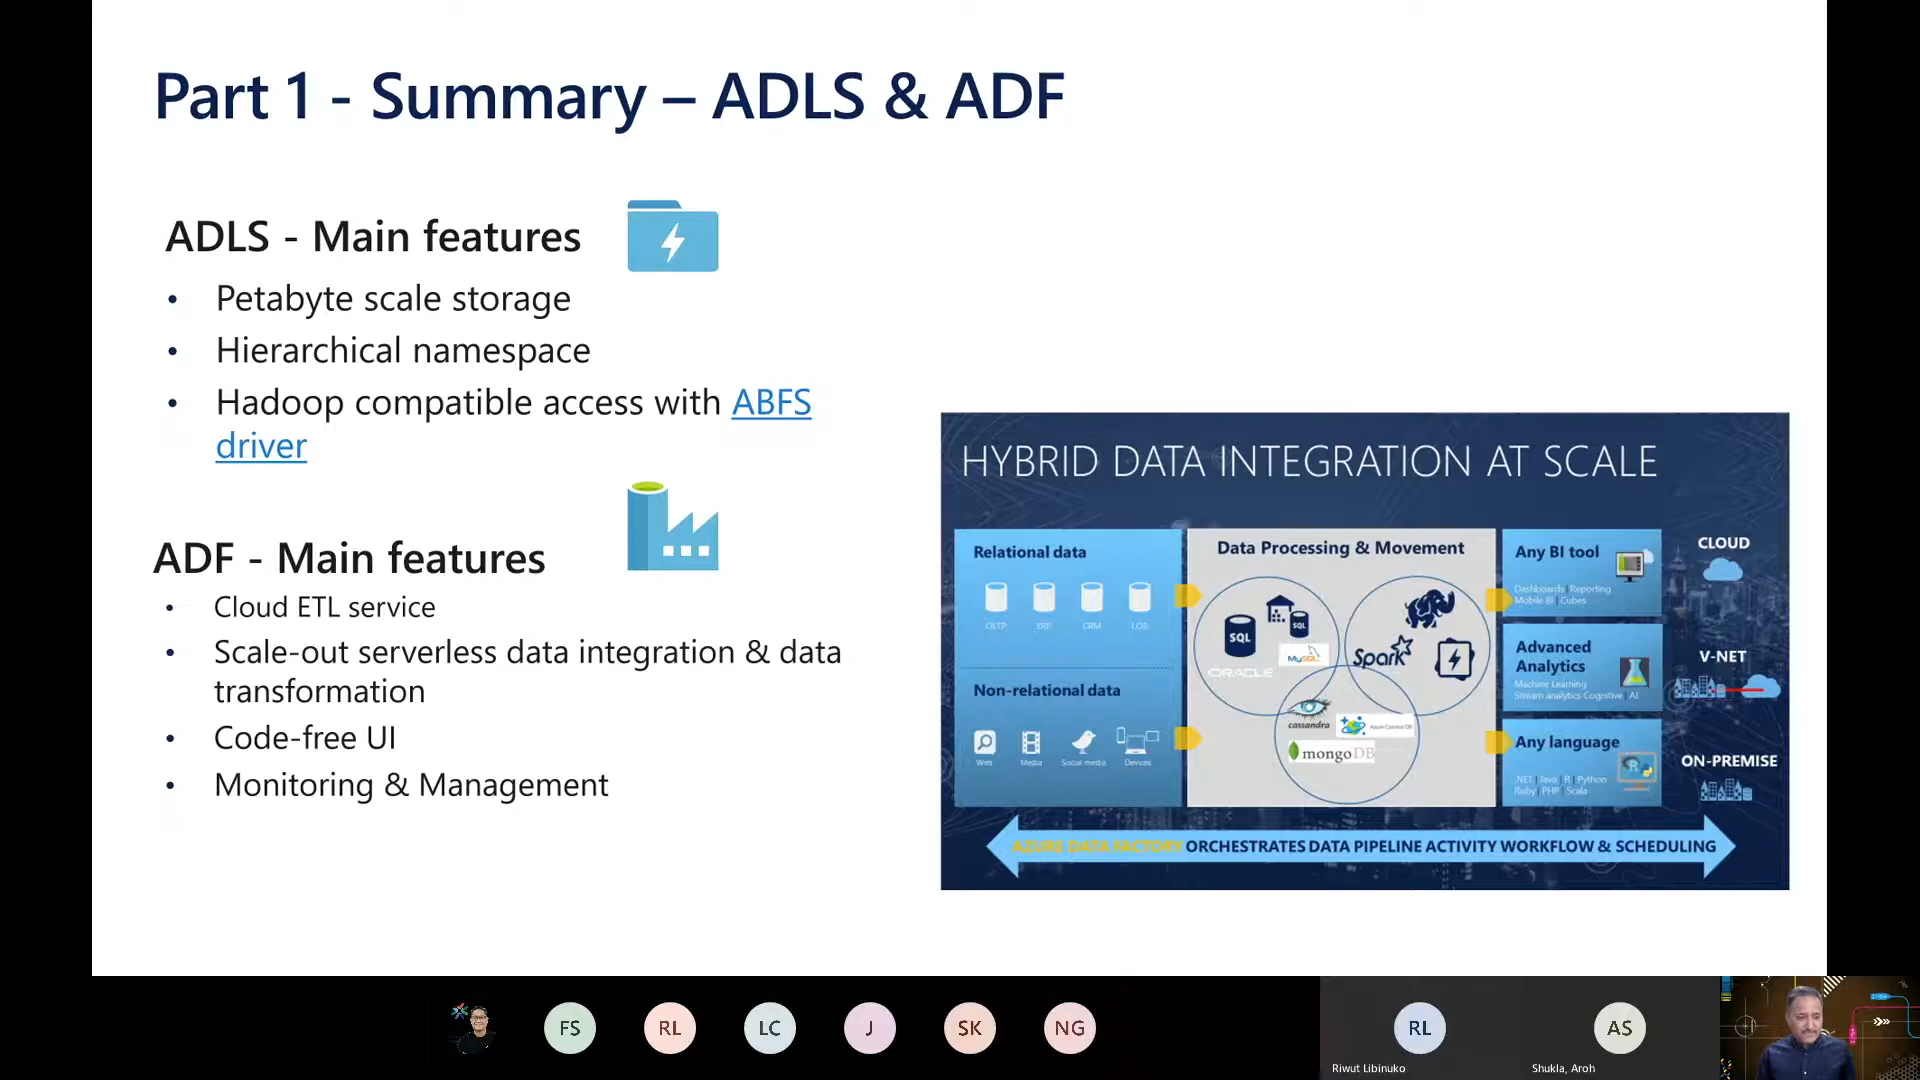 Part 1 - Summary – ADLS & ADF
ADLS - Main features
• Petabyte scale storage
• Hierarchical namespace
• Hadoop compatible access with ABFS
driver
ADF - Main features
• Cloud ETL service
• Scale-out serverless data integration & data
transformation
• Code-free UI
• Monitoring & Management
HYBRID DATA INTEGRATION AT SCALE
Relational data
OLTP ERP CRM LOB
Non-relational data
Web Media Social media Devices
Data Processing & Movement
SQL
SQL
MySQL
ORACLE
Spark
cassandra
Azure Cosmos DB
mongoDB
Any BI tool
Dashboards | Reporting
Mobile BI | Cubes
Advanced
Analytics
Machine Learning
Stream analytics Cognitive | AI
Any language
.NET | Java | R | Python
Ruby | PHP | Scala
R
CLOUD
V-NET
ON-PREMISE
AZURE DATA FACTORY ORCHESTRATES DATA PIPELINE ACTIVITY WORKFLOW & SCHEDULING
FS
RL
LC
J
SK
NG
RL
Riwut Libinuko
AS
Shukla, Aroh